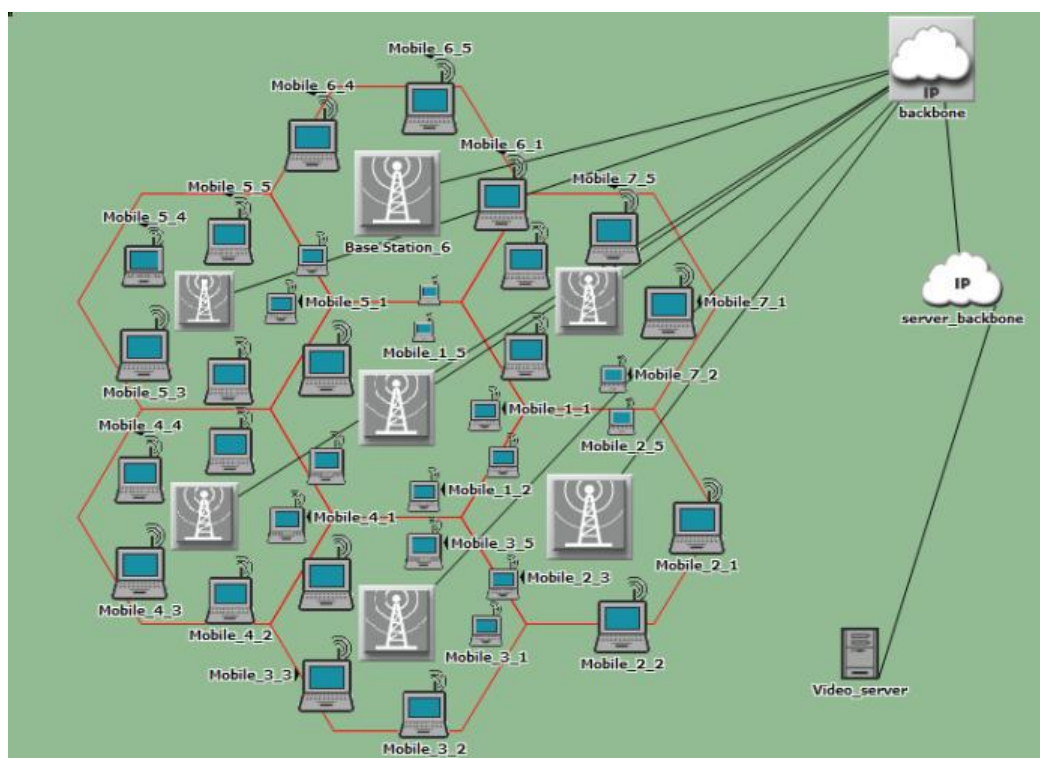 Mobile_6_5
Mobile_6_4
IP
backbone
Mobile_6_1
Mobile_7_5
Mobile_5_5
Mobile_5_4
Base Station_6
IP
server_backbone
Mobile_5_1
Mobile_7_1
Mobile_1_5
Mobile_7_2
Mobile_5_3
Mobile_1_1
Mobile_4_4
Mobile_2_5
Mobile_1_2
Mobile_4_1
Mobile_3_5
Mobile_2_1
Mobile_2_3
Mobile_4_3
Mobile_4_2
Mobile_3_1
Mobile_2_2
Mobile_3_3
Video_server
Mobile_3_2